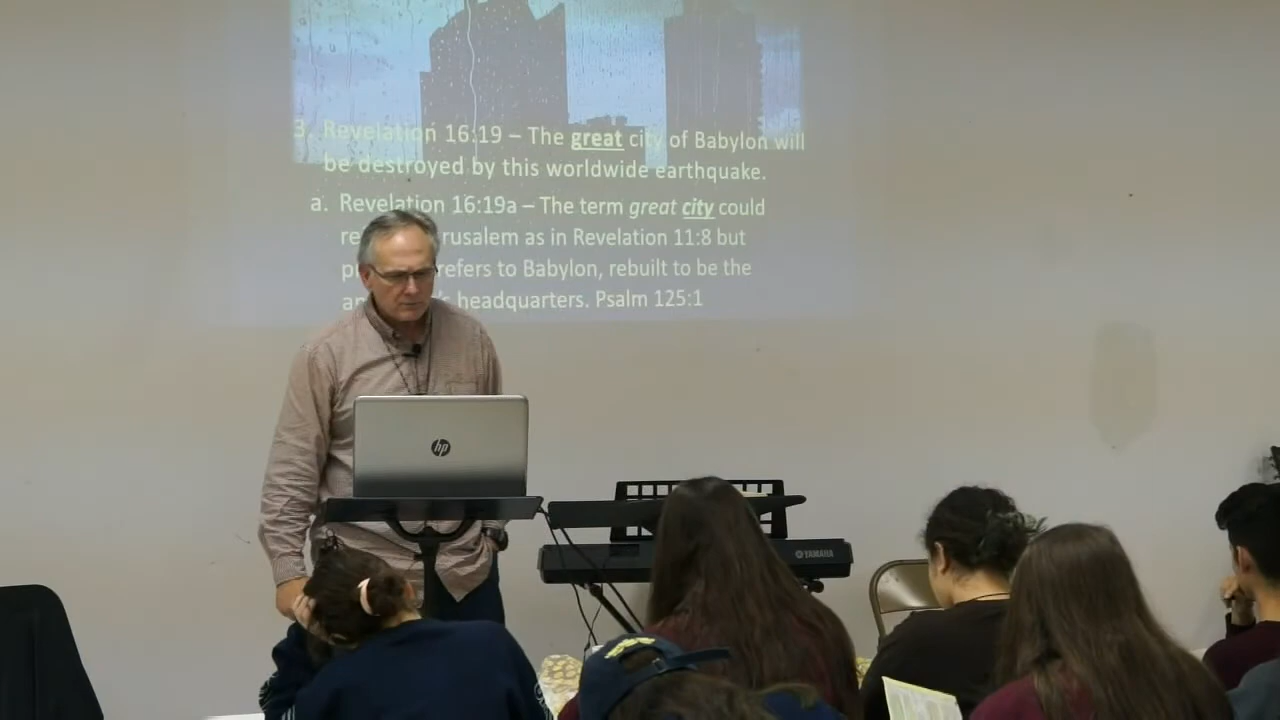 3. Revelation 16:19 – The great city of Babylon will
be destroyed by this worldwide earthquake.
a. Revelation 16:19a – The term great city could
re rusalem as in Revelation 11:8 but
p refers to Babylon, rebuilt to be the
an headquarters. Psalm 125:1
hp
YAMAHA